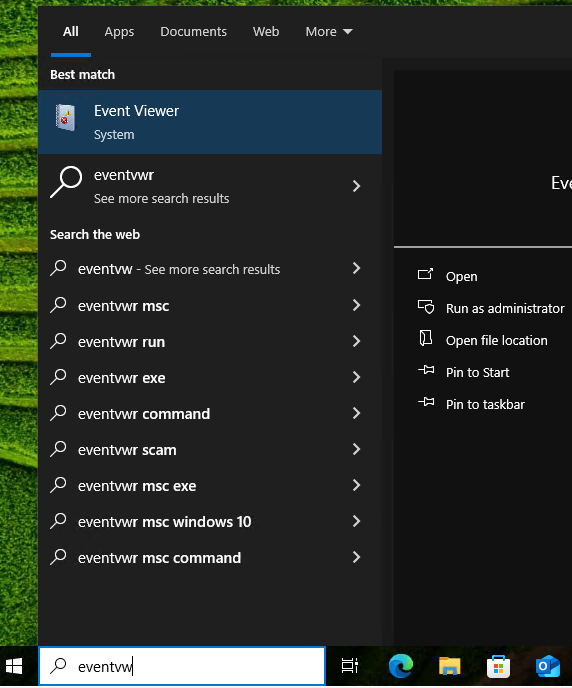 All Apps Documents Web More
Best match
Event Viewer
System
eventvwr
See more search results
Search the web
eventvw - See more search results
eventvwr msc
eventvwr run
eventvwr exe
eventvwr command
eventvwr scam
eventvwr msc exe
eventvwr msc windows 10
eventvwr msc command
Eve
Open
Run as administrator
Open file location
Pin to Start
Pin to taskbar
eventvw